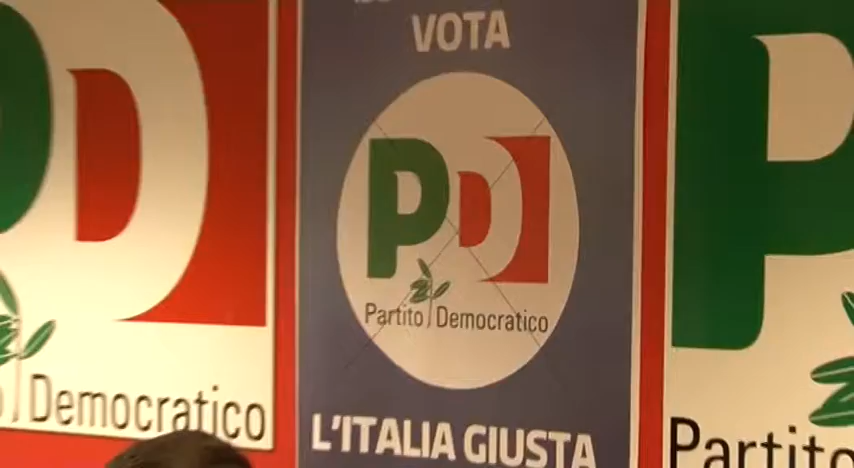 VOTA
PD
Partito Democratico
L'ITALIA GIUSTA
D
Democratico
P
Partito